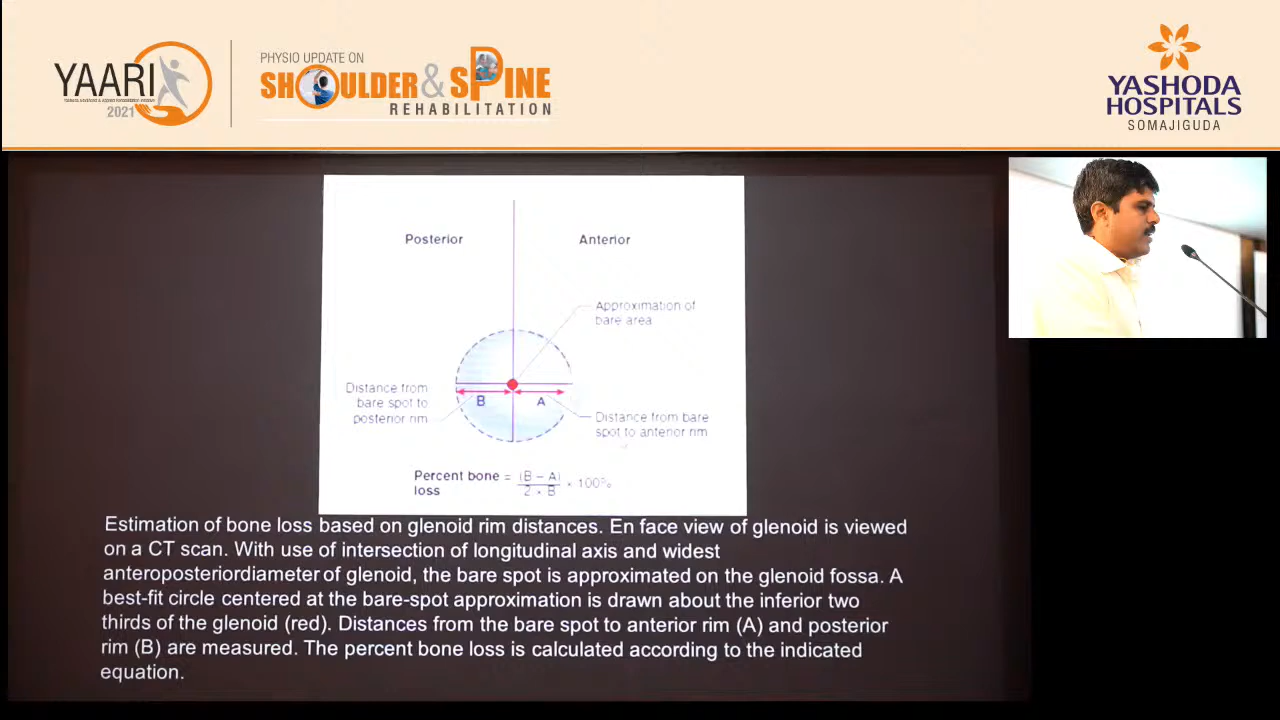 YAARI
2021
PHYSIO UPDATE ON
SHOULDER & SPINE
REHABILITATION
YASHODA
HOSPITALS
SOMAJIGUDA
Posterior
Anterior
Approximation of
bare area
Distance from
bare spot to
posterior rim
B
A
Distance from bare
spot to anterior rim
Percent bone loss = (B - A) / 2 × B × 100%
Estimation of bone loss based on glenoid rim distances. En face view of glenoid is viewed
on a CT scan. With use of intersection of longitudinal axis and widest
anteroposteriordiameter of glenoid, the bare spot is approximated on the glenoid fossa. A
best-fit circle centered at the bare-spot approximation is drawn about the inferior two
thirds of the glenoid (red). Distances from the bare spot to anterior rim (A) and posterior
rim (B) are measured. The percent bone loss is calculated according to the indicated
equation.